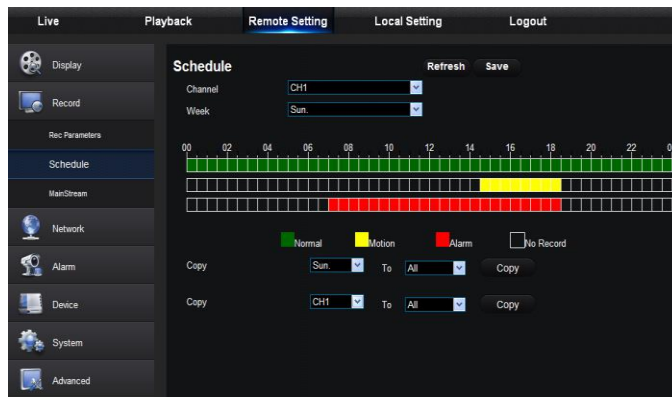 Live Playback Remote Setting Local Setting Logout
Display
Record
Rec Parameters
Schedule
MainStream
Network
Alarm
Device
System
Advanced
Schedule Refresh Save
Channel CH1
Week Sun.
00 02 04 06 08 10 12 14 16 18 20 22 0
Normal Motion Alarm No Record
Copy Sun. To All Copy
Copy CH1 To All Copy